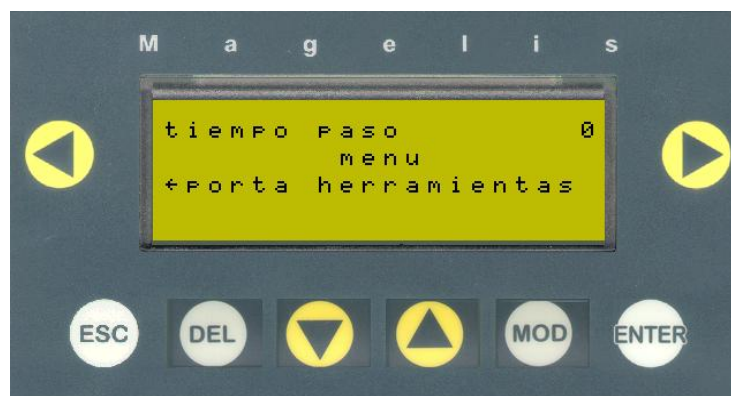 Magelis
tiempo paso 0
menu
←porta herramientas
ESC DEL MOD ENTER